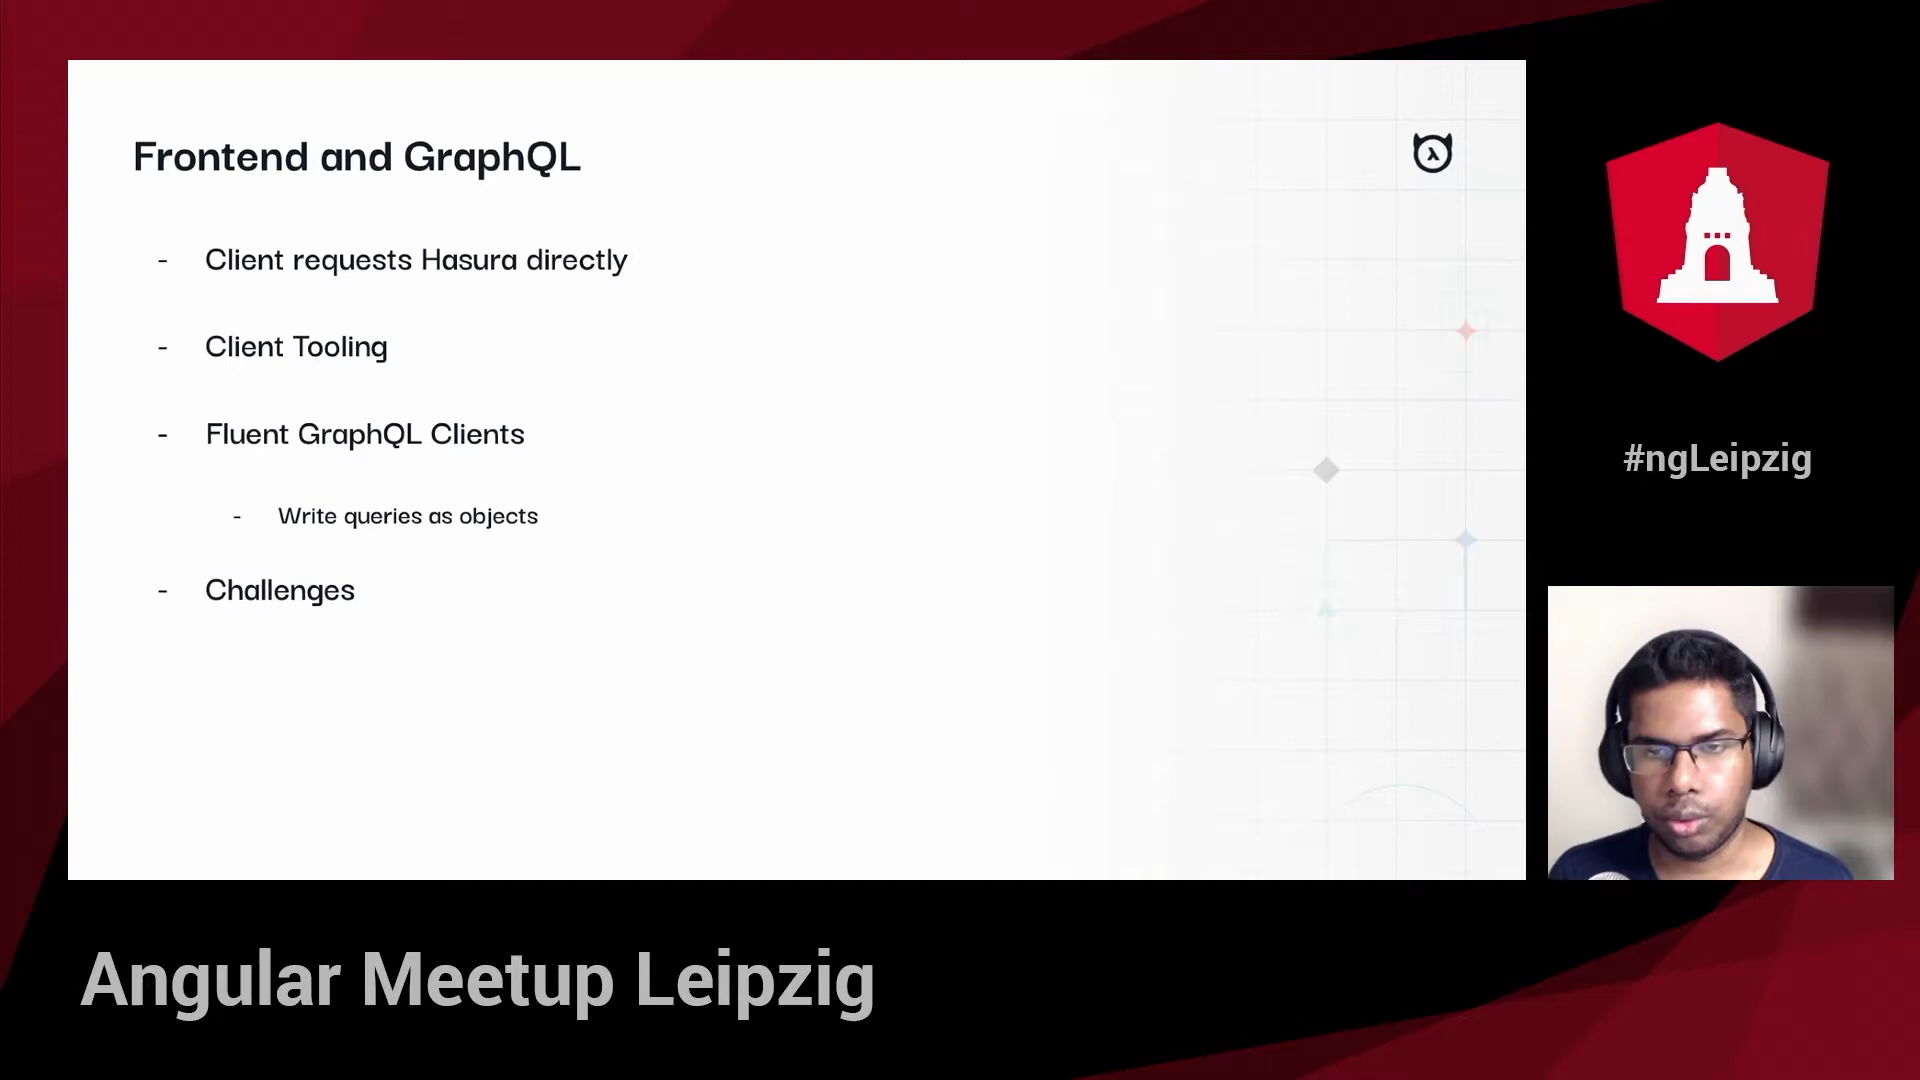 Frontend and GraphQL
- Client requests Hasura directly
- Client Tooling
- Fluent GraphQL Clients
- Write queries as objects
- Challenges
#ngLeipzig
Angular Meetup Leipzig